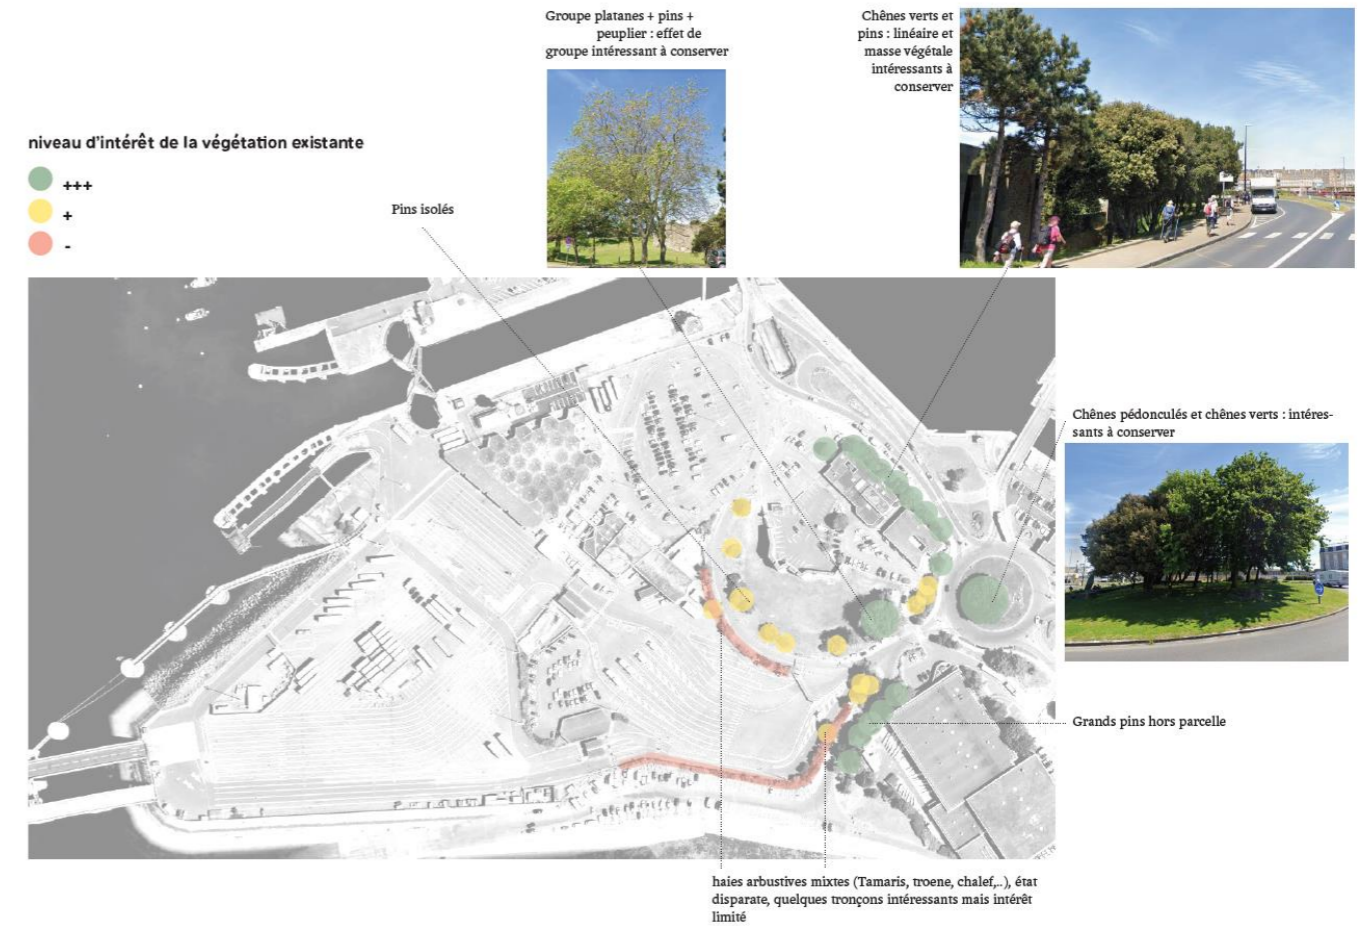 Groupe platanes + pins +
peuplier : effet de
groupe intéressant à conserver
Chênes verts et
pins : linéaire et
masse végétale
intéressants à
conserver
niveau d'intérêt de la végétation existante
+++
+
-
Pins isolés
Chênes pédonculés et chênes verts : intéres-
sants à conserver
Grands pins hors parcelle
haies arbustives mixtes (Tamaris, troene, chalef,..), état
disparate, quelques tronçons intéressants mais intérêt
limité